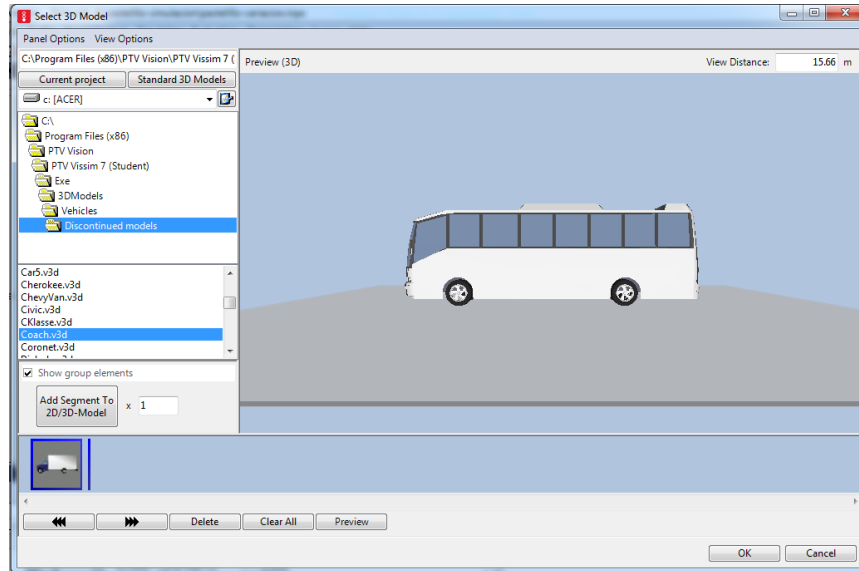 Select 3D Model
Panel Options View Options
C:\Program Files (x86)\PTV Vision\PTV Vissim 7 (
Current project Standard 3D Models
c: [ACER]
C:\
Program Files (x86)
PTV Vision
PTV Vissim 7 (Student)
Exe
3DModels
Vehicles
Discontinued models
Car5.v3d
Cherokee.v3d
ChevyVan.v3d
Civic.v3d
CKlasse.v3d
Coach.v3d
Coronet.v3d
Show group elements
Add Segment To
2D/3D-Model
x 1
Preview (3D)
View Distance: 15.66 m
Delete Clear All Preview
OK Cancel